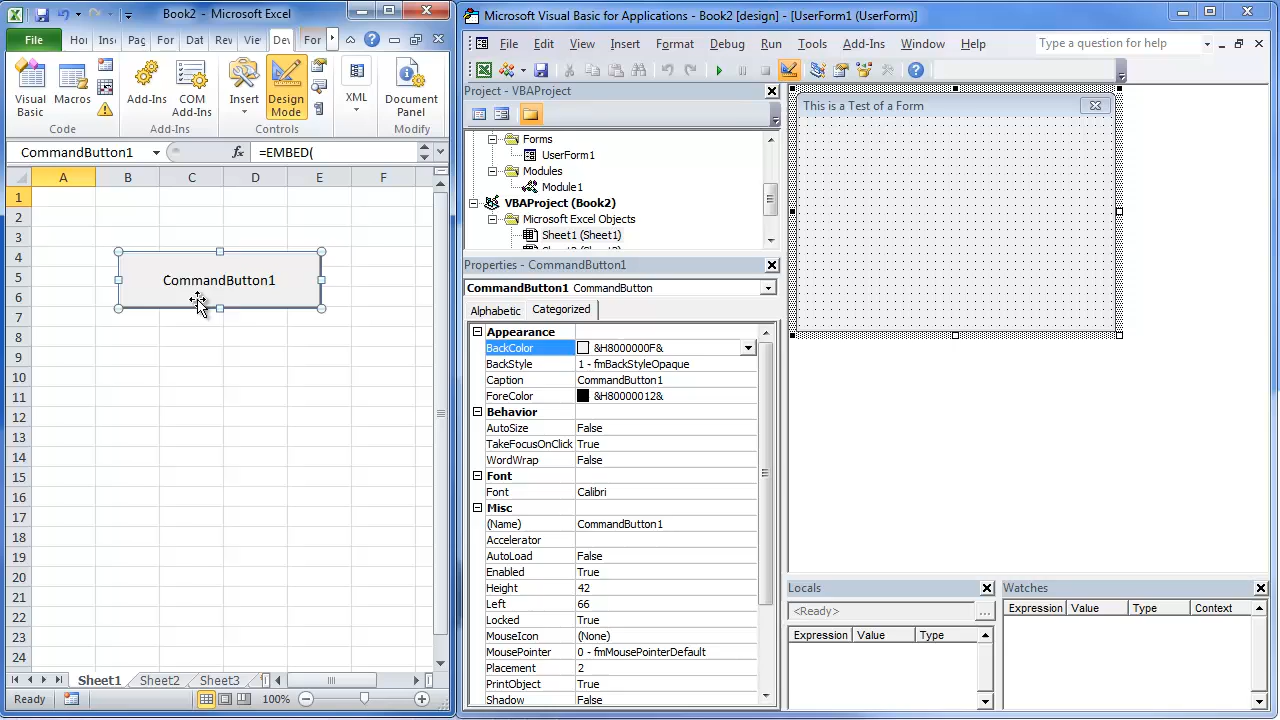 Book2 - Microsoft Excel
File
Hor
Ins
Pag
For
Dat
Rev
Vie
Dev
For
Visual Basic
Macros
Add-Ins
COM Add-Ins
Insert
Design Mode
XML
Document Panel
Code
Add-Ins
Controls
Modify
CommandButton1
fx
=EMBED(
A B C D E F
1
2
3
4
5
6
7
8
9
10
11
12
13
14
15
16
17
18
19
20
21
22
23
24
CommandButton1
Sheet1 Sheet2 Sheet3
Ready
100%
Microsoft Visual Basic for Applications - Book2 [design] - [UserForm1 (UserForm)]
File Edit View Insert Format Debug Run Tools Add-Ins Window Help
Type a question for help
Project - VBAProject
Forms
UserForm1
Modules
Module1
VBAProject (Book2)
Microsoft Excel Objects
Sheet1 (Sheet1)
Properties - CommandButton1
CommandButton1 CommandButton
Alphabetic Categorized
Appearance
BackColor &H8000000F&
BackStyle 1 - fmBackStyleOpaque
Caption CommandButton1
ForeColor &H80000012&
Behavior
AutoSize False
TakeFocusOnClick True
WordWrap False
Font
Font Calibri
Misc
(Name) CommandButton1
Accelerator
AutoLoad False
Enabled True
Height 42
Left 66
Locked True
MouseIcon (None)
MousePointer 0 - fmMousePointerDefault
Placement 2
PrintObject True
Shadow False
This is a Test of a Form
Locals
<Ready>
...
Expression Value Type
Watches
Expression Value Type Context